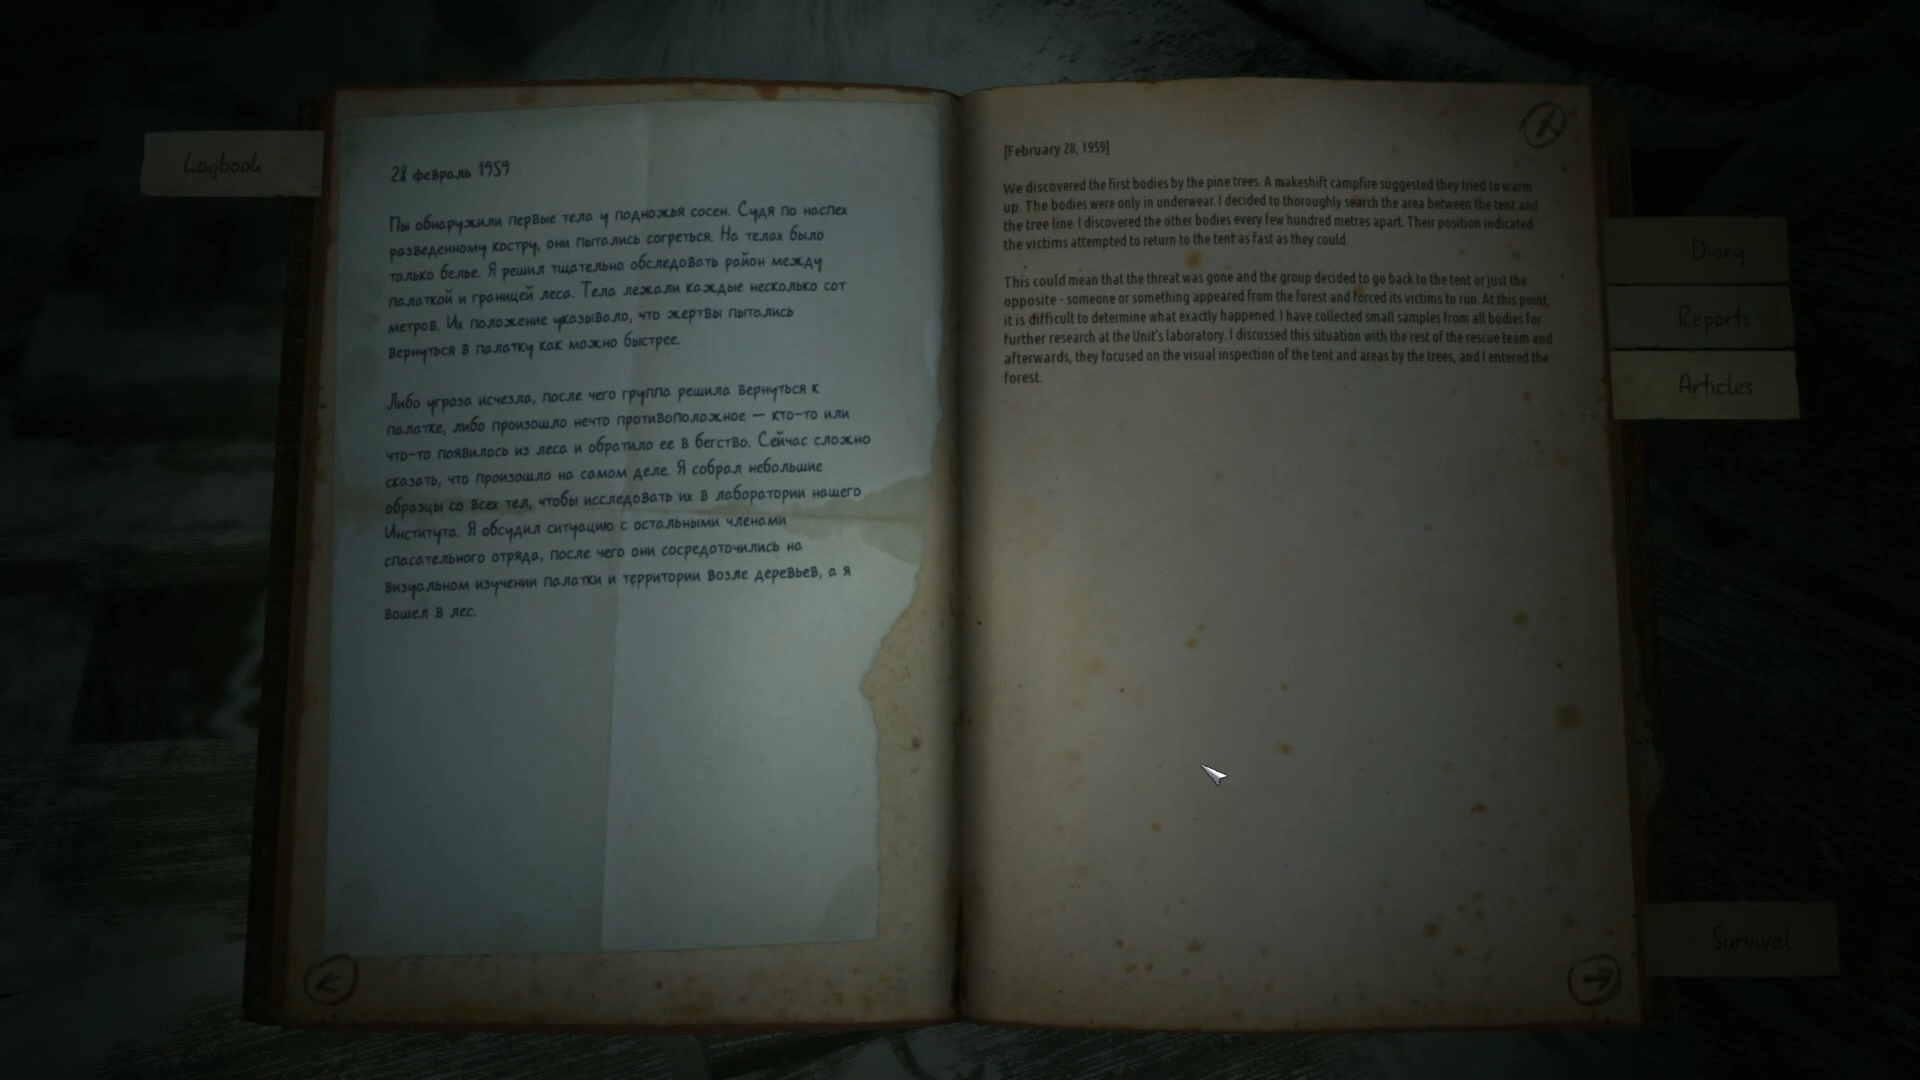 Logbook
28 февраль 1959
Пы обнаружили первые тела у подножья сосен. Судя по наспех
разведенному костру, они пытались согреться. На телах было
только белье. Я решил тщательно обследовать район между
палаткой и границей леса. Тела лежали каждые несколько сот
метров. Их положение указывало, что жертвы пытались
вернуться в палатку как можно быстрее.
Либо угроза исчезла, после чего группа решила вернуться к
палатке, либо произошло нечто противоположное — кто-то или
что-то появилось из леса и обратило ее в бегство. Сейчас сложно
сказать, что произошло на самом деле. Я собрал небольшие
образцы со всех тел, чтобы исследовать их в лаборатории нашего
Института. Я обсудил ситуацию с остальными членами
спасательного отряда, после чего они сосредоточились на
визуальном изучении палатки и территории возле деревьев, а я
вошел в лес.
[February 28, 1959]
We discovered the first bodies by the pine trees. A makeshift campfire suggested they tried to warm
up. The bodies were only in underwear. I decided to thoroughly search the area between the tent and
the tree line. I discovered the other bodies every few hundred metres apart. Their position indicated
the victims attempted to return to the tent as fast as they could.
This could mean that the threat was gone and the group decided to go back to the tent or just the
opposite - someone or something appeared from the forest and forced its victims to run. At this point,
it is difficult to determine what exactly happened. I have collected small samples from all bodies for
further research at the Unit's laboratory. I discussed this situation with the rest of the rescue team and
afterwards, they focused on the visual inspection of the tent and areas by the trees, and I entered the
forest.
Diary
Reports
Articles
Survival